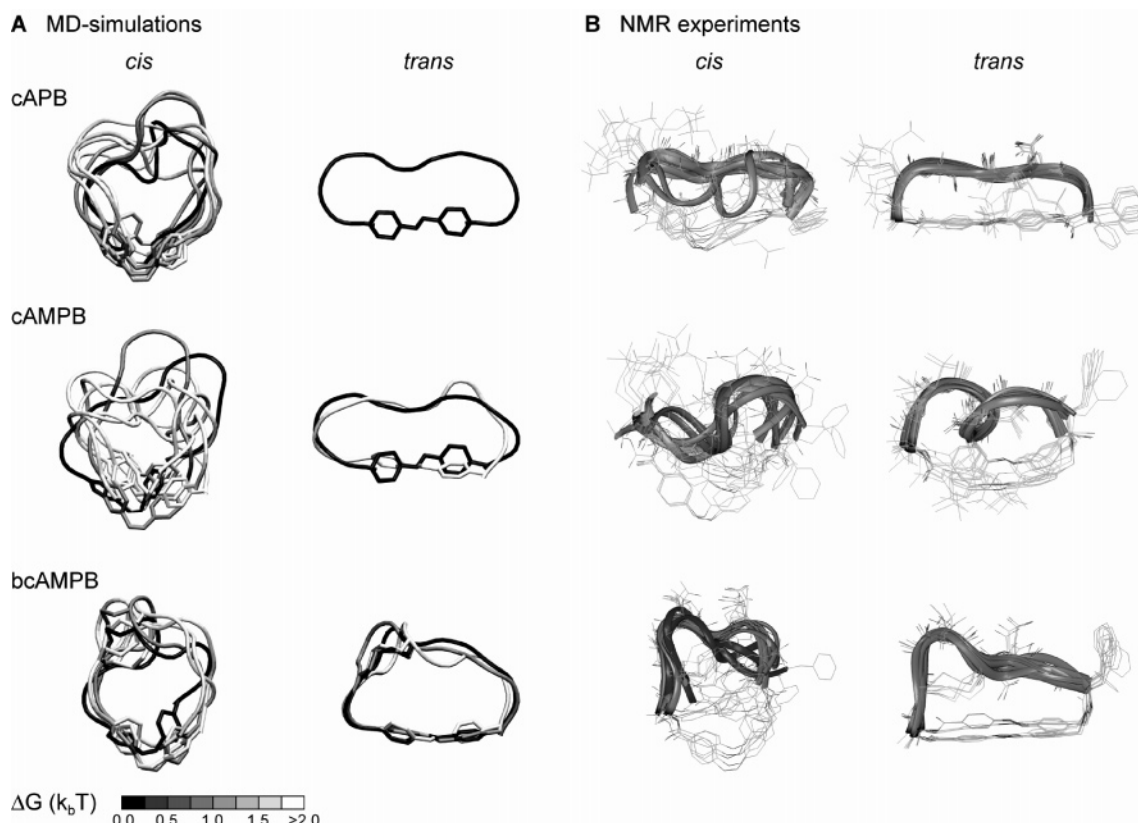 A MD-simulations
B NMR experiments
cis
trans
cis
trans
cAPB
cAMPB
bcAMPB
ΔG (k_bT)
0.0 0.5 1.0 1.5 >2.0